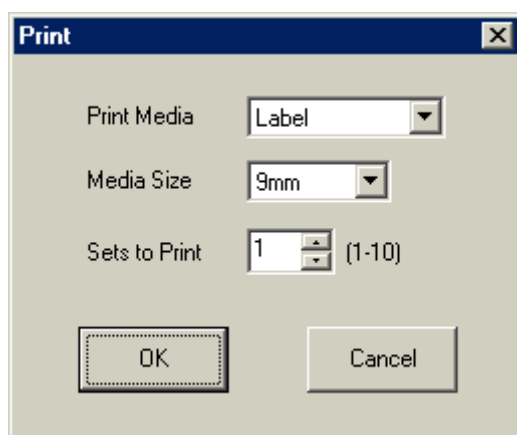 Print
Print Media Label
Media Size 9mm
Sets to Print 1 (1-10)
OK Cancel